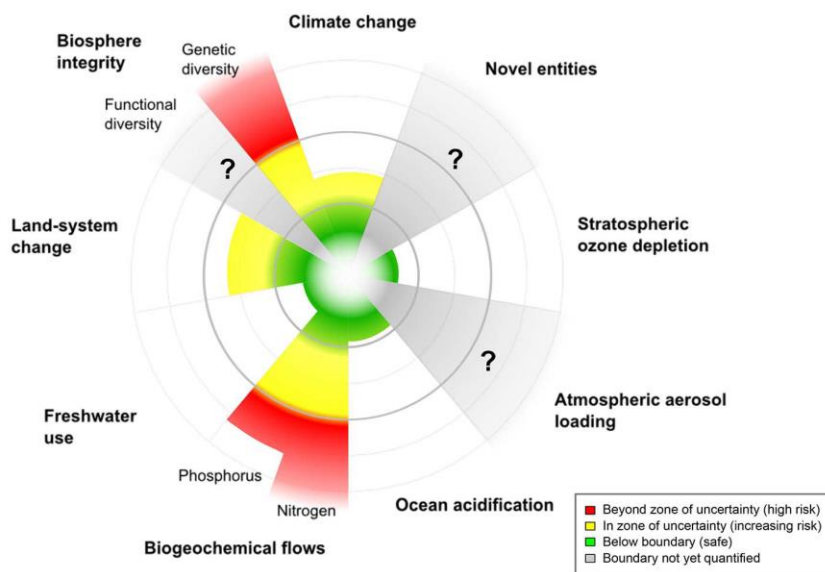 Climate change
Biosphere
integrity
Genetic
diversity
Novel entities
Functional
diversity
?
?
Land-system
change
Stratospheric
ozone depletion
?
Freshwater
use
Atmospheric aerosol
loading
Phosphorus
Nitrogen
Ocean acidification
Biogeochemical flows
Beyond zone of uncertainty (high risk)
In zone of uncertainty (increasing risk)
Below boundary (safe)
Boundary not yet quantified